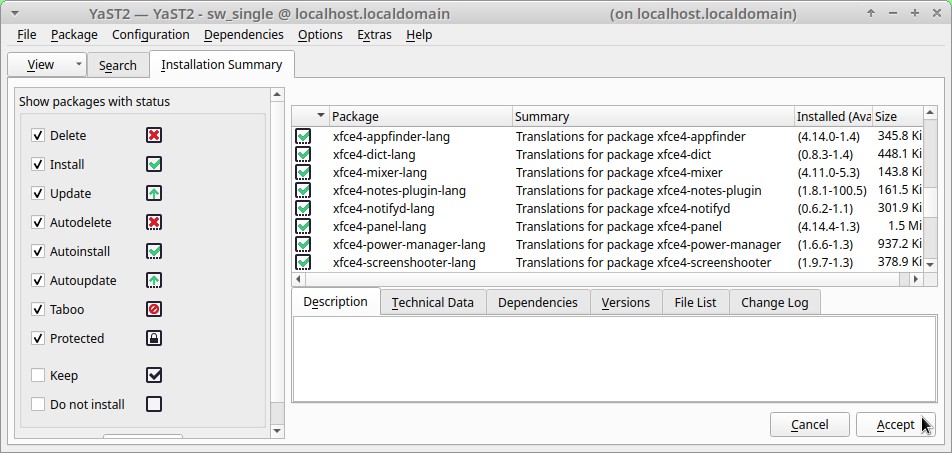 YaST2 — YaST2 - sw_single @ localhost.localdomain (on localhost.localdomain)
File Package Configuration Dependencies Options Extras Help
View Search Installation Summary
Show packages with status
Delete
Install
Update
Autodelete
Autoinstall
Autoupdate
Taboo
Protected
Keep
Do not install
Package Summary Installed (Ava Size
xfce4-appfinder-lang Translations for package xfce4-appfinder (4.14.0-1.4) 345.8 Ki
xfce4-dict-lang Translations for package xfce4-dict (0.8.3-1.4) 448.1 Ki
xfce4-mixer-lang Translations for package xfce4-mixer (4.11.0-5.3) 143.8 Ki
xfce4-notes-plugin-lang Translations for package xfce4-notes-plugin (1.8.1-100.5) 161.5 Ki
xfce4-notifyd-lang Translations for package xfce4-notifyd (0.6.2-1.1) 301.9 Ki
xfce4-panel-lang Translations for package xfce4-panel (4.14.4-1.3) 1.5 Mi
xfce4-power-manager-lang Translations for package xfce4-power-manager (1.6.6-1.3) 937.2 Ki
xfce4-screenshooter-lang Translations for package xfce4-screenshooter (1.9.7-1.3) 378.9 Ki
Description Technical Data Dependencies Versions File List Change Log
Cancel Accept